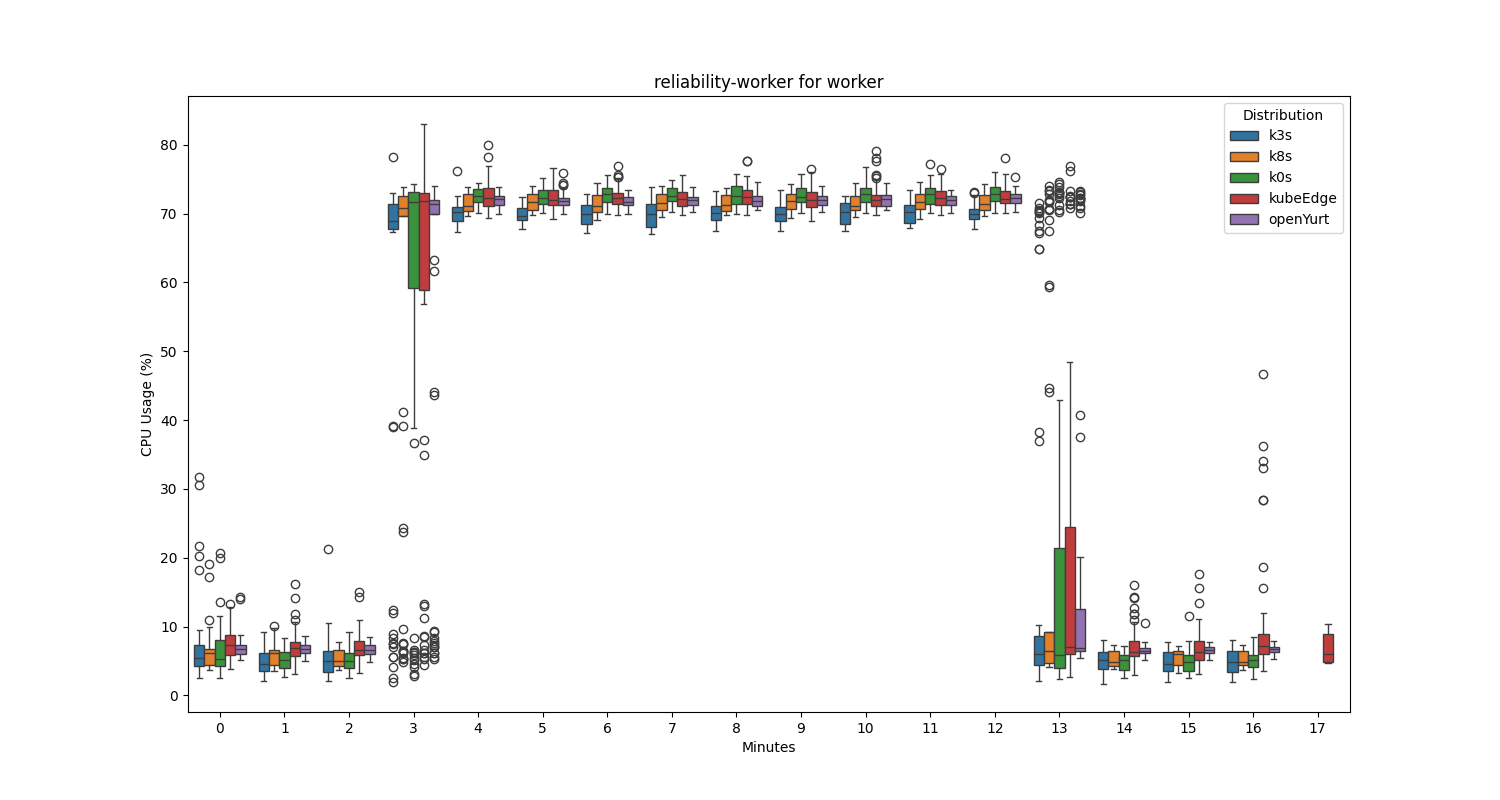 reliability-worker for worker
Distribution
k3s
k8s
k0s
kubeEdge
openYurt
CPU Usage (%)
80
70
60
50
40
30
20
10
0
0 1 2 3 4 5 6 7 8 9 10 11 12 13 14 15 16 17
Minutes